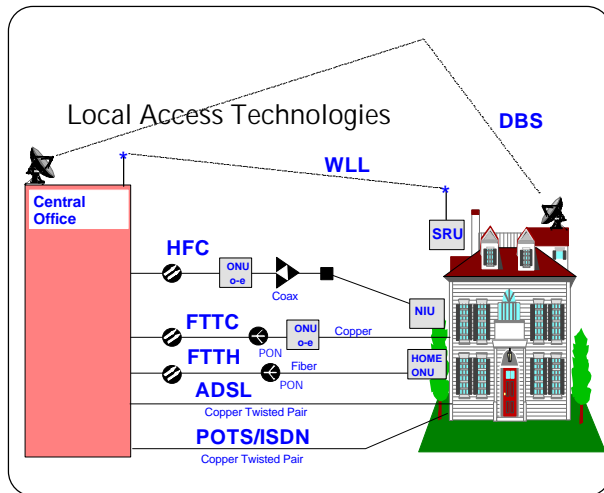 Local Access Technologies
DBS
*
WLL
*
Central
Office
SRU
HFC
ONU
o-e
Coax
NIU
FTTC
PON
ONU
o-e
Copper
FTTH
PON
Fiber
HOME
ONU
ADSL
Copper Twisted Pair
POTS/ISDN
Copper Twisted Pair